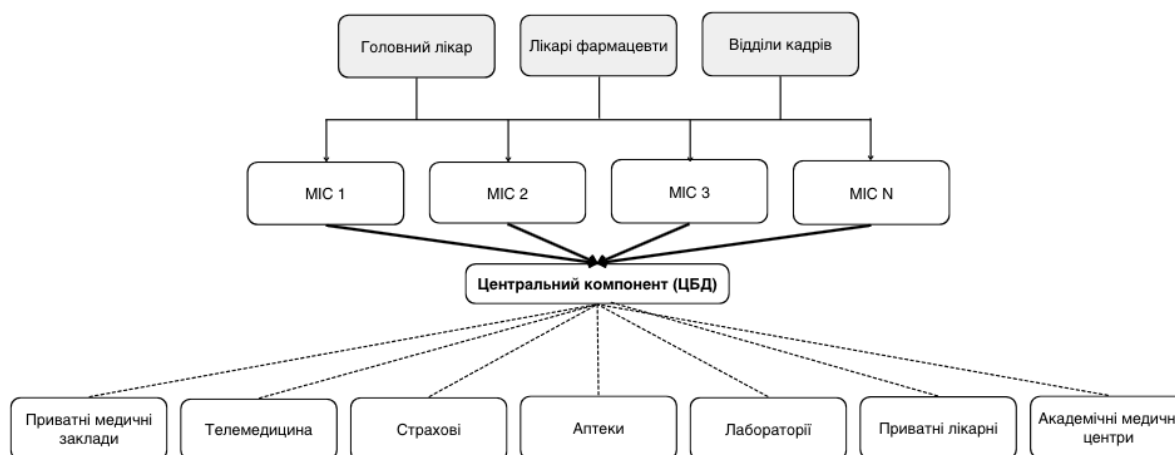 Головний лікар
Лікарі фармацевти
Відділи кадрів
МІС 1
МІС 2
МІС 3
МІС N
Центральний компонент (ЦБД)
Приватні медичні
заклади
Телемедицина
Страхові
Аптеки
Лабораторії
Приватні лікарні
Академічні медичні
центри